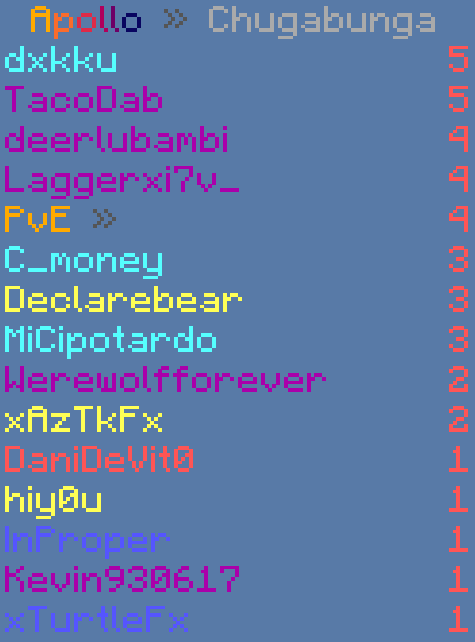 Apollo » Chugabunga
dxkku 5
TacoDab 5
deerlubambi 4
Laggerxi7v_ 4
PvE » 4
C_money 3
Declarebear 3
MiCipotardo 3
Werewolfforever 2
xAzTkFx 2
DaniDeVit0 1
hiy0u 1
InProper 1
Kevin930617 1
xTurtleFx 1